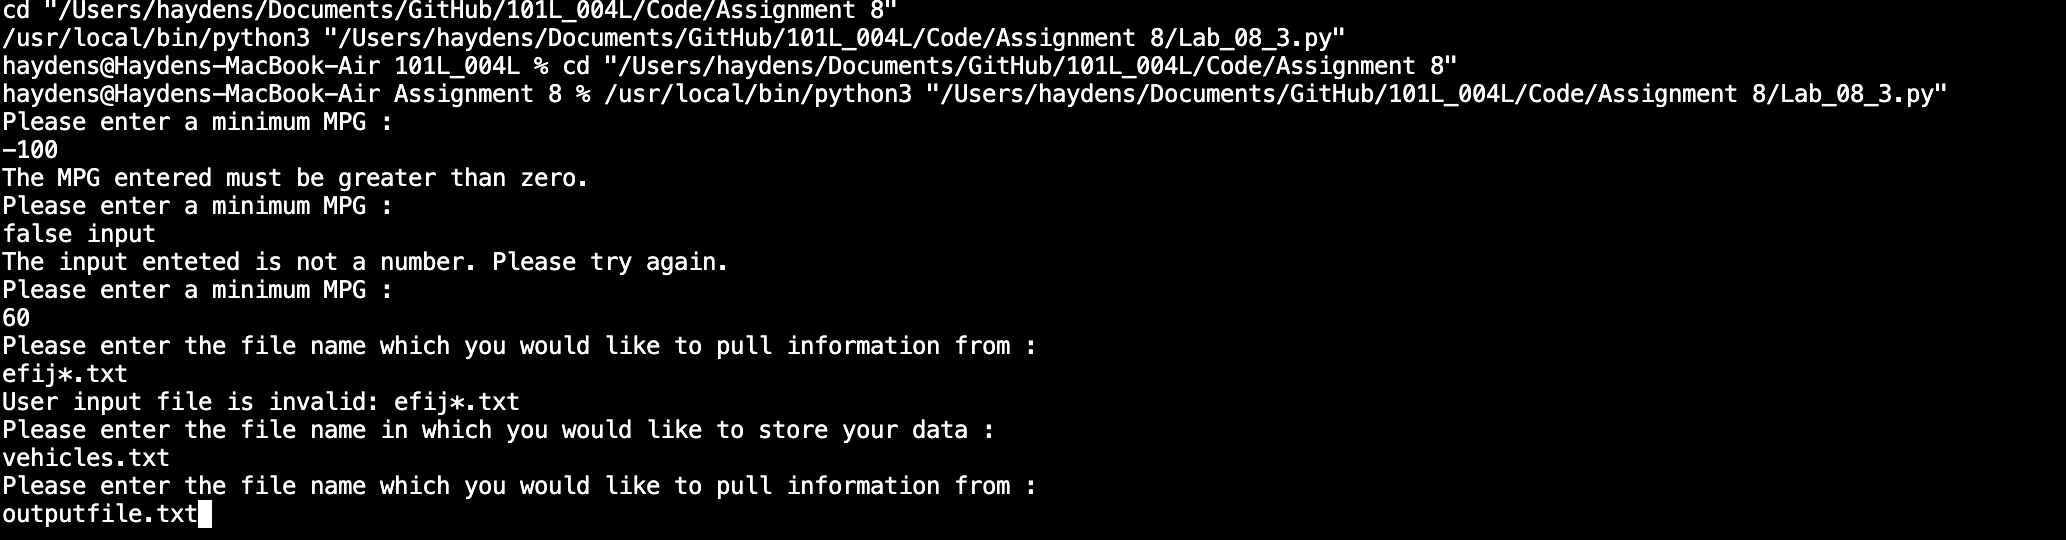 cd "/Users/haydens/Documents/GitHub/101L_004L/Code/Assignment 8"
/usr/local/bin/python3 "/Users/haydens/Documents/GitHub/101L_004L/Code/Assignment 8/Lab_08_3.py"
haydens@Haydens-MacBook-Air 101L_004L % cd "/Users/haydens/Documents/GitHub/101L_004L/Code/Assignment 8"
haydens@Haydens-MacBook-Air Assignment 8 % /usr/local/bin/python3 "/Users/haydens/Documents/GitHub/101L_004L/Code/Assignment 8/Lab_08_3.py"
Please enter a minimum MPG :
-100
The MPG entered must be greater than zero.
Please enter a minimum MPG :
false input
The input enteted is not a number. Please try again.
Please enter a minimum MPG :
60
Please enter the file name which you would like to pull information from :
efij*.txt
User input file is invalid: efij*.txt
Please enter the file name in which you would like to store your data :
vehicles.txt
Please enter the file name which you would like to pull information from :
outputfile.txt